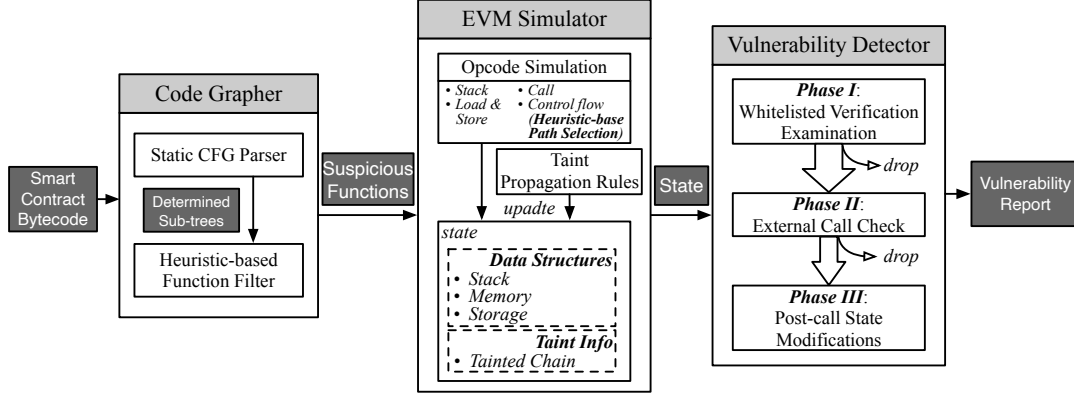 Smart
Contract
Bytecode
Code Grapher
Static CFG Parser
Determined
Sub-trees
Heuristic-based
Function Filter
Suspicious
Functions
EVM Simulator
Opcode Simulation
• Stack
• Load &
Store
• Call
• Control flow
(Heuristic-base
Path Selection)
Taint
Propagation Rules
upadte
state
Data Structures
• Stack
• Memory
• Storage
Taint Info
• Tainted Chain
State
Vulnerability Detector
Phase I:
Whitelisted Verification
Examination
drop
Phase II:
External Call Check
drop
Phase III:
Post-call State
Modifications
Vulnerability
Report